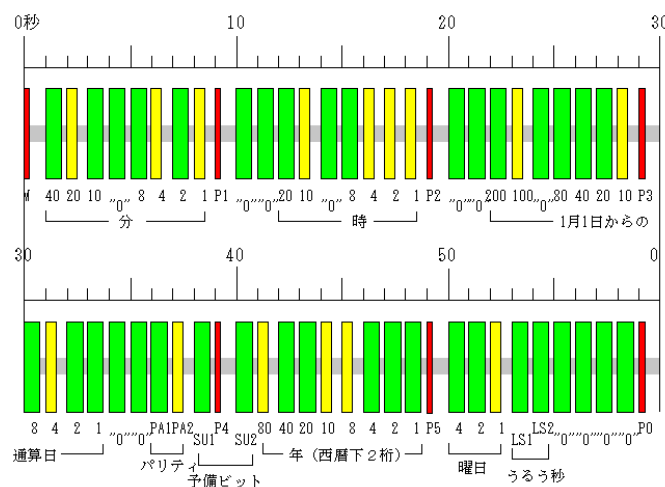 0秒 10 20 30
M 40 20 10 "0" 8 4 2 1 P1 "0" "0" 20 10 "0" 8 4 2 1 P2 "0" "0" 200 100 "0" 80 40 20 10 P3
分 時 1月1日からの
30 40 50 0
8 4 2 1 "0" "0" PA1 PA2 SU1 P4 SU2 80 40 20 10 8 4 2 1 P5 4 2 1 LS1 LS2 "0" "0" "0" "0" P0
通算日 パリティ 予備ビット 年(西暦下2桁) 曜日 うるう秒